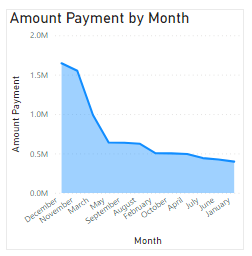 Amount Payment by Month
2.0M
1.5M
1.0M
0.5M
0.0M
Amount Payment
December
November
March
May
September
August
February
October
April
July
June
January
Month